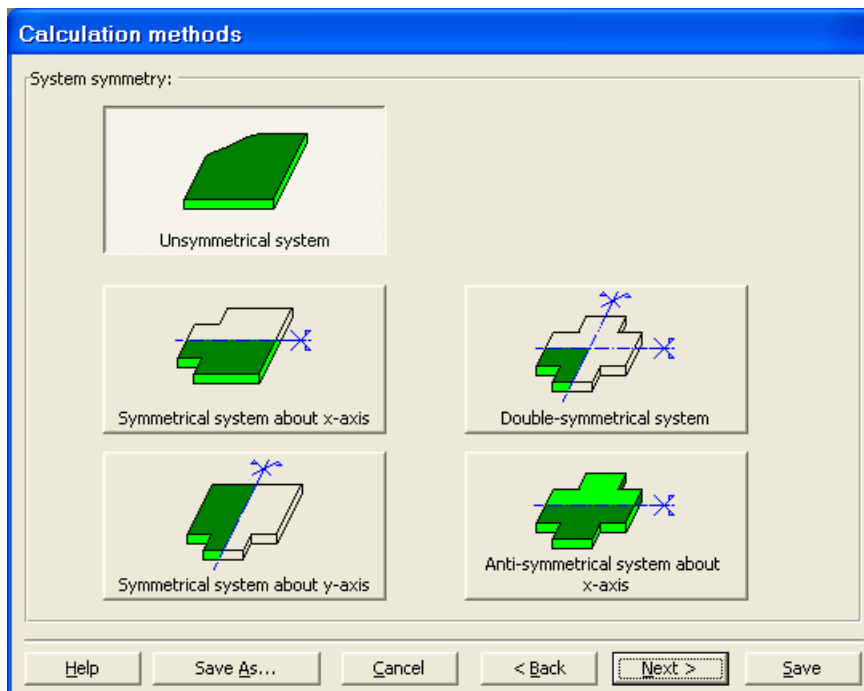 Calculation methods
System symmetry:
Unsymmetrical system
Symmetrical system about x-axis
Double-symmetrical system
Symmetrical system about y-axis
Anti-symmetrical system about
x-axis
Help Save As... Cancel < Back Next > Save